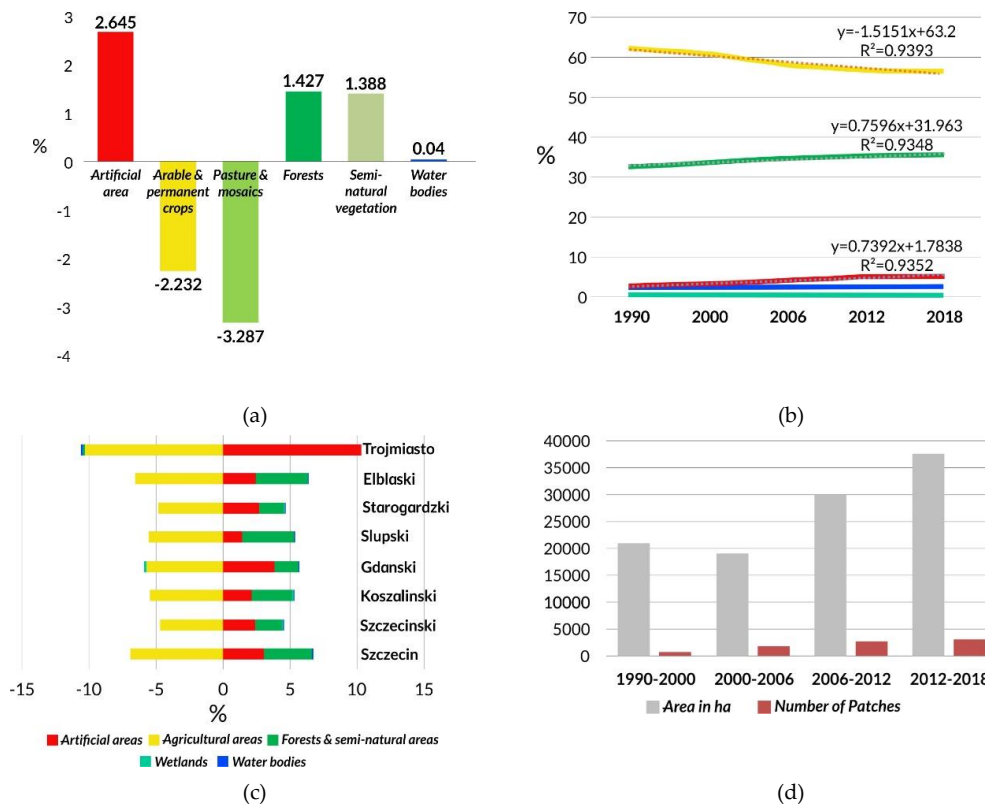 3
2.645
2
1.427
1.388
1
%
0.04
0
Artificial
area
Arable &
permanent
crops
Pasture &
mosaics
Forests
Semi-
natural
vegetation
Water
bodies
-1
-2
-2.232
-3
-3.287
-4
(a)
70
y=-1.5151x+63.2
R²=0.9393
60
50
y=0.7596x+31.963
R²=0.9348
40
%
30
20
y=0.7392x+1.7838
R²=0.9352
10
0
1990 2000 2006 2012 2018
(b)
Trojmiasto
Elblaski
Starogardzki
Slupski
Gdanski
Koszalinski
Szczecinski
Szczecin
-15 -10 -5 0 5 10 15
%
Artificial areas Agricultural areas Forests & semi-natural areas
Wetlands Water bodies
(c)
40000
35000
30000
25000
20000
15000
10000
5000
0
1990-2000 2000-2006 2006-2012 2012-2018
Area in ha Number of Patches
(d)